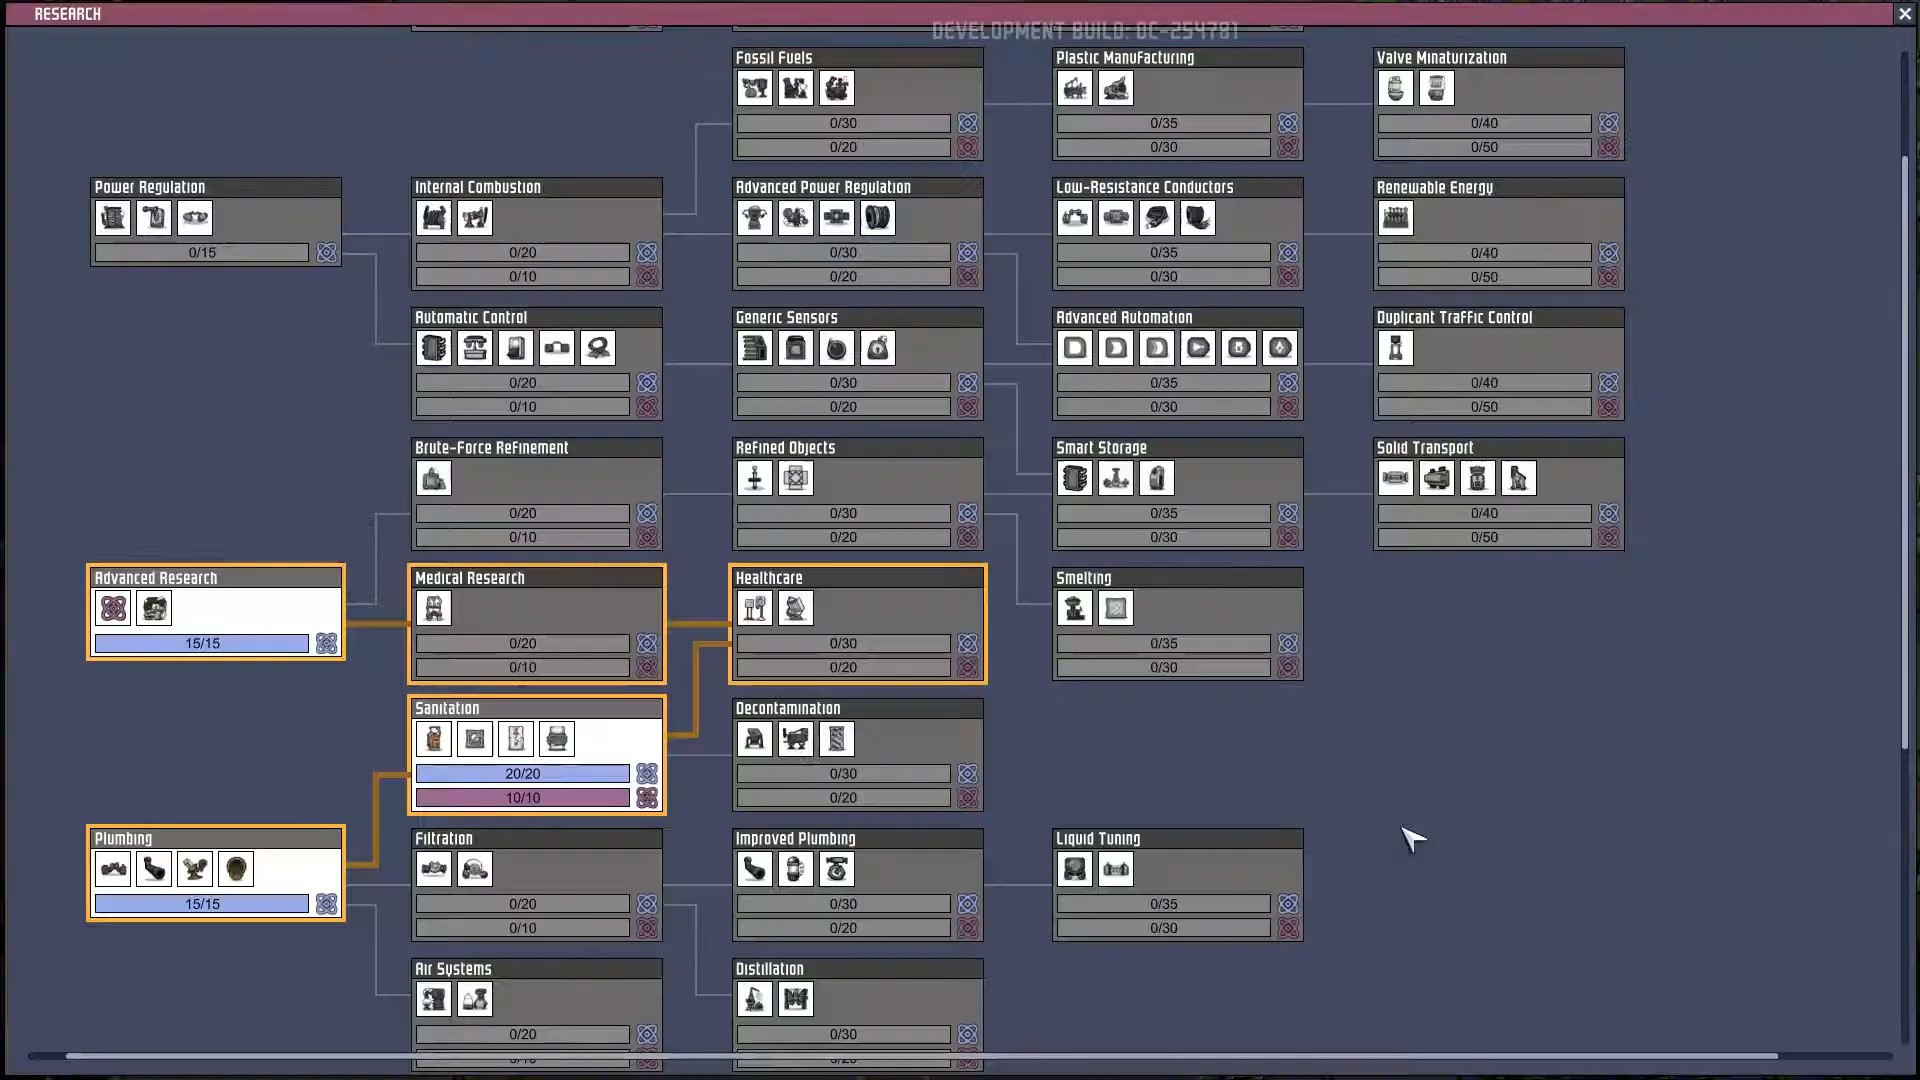 RESEARCH
DEVELOPMENT BUILD: OC-254781
Fossil Fuels
0/30
0/20
Plastic Manufacturing
0/35
0/30
Valve Minaturization
0/40
0/50
Power Regulation
0/15
Internal Combustion
0/20
0/10
Advanced Power Regulation
0/30
0/20
Low-Resistance Conductors
0/35
0/30
Renewable Energy
0/40
0/50
Automatic Control
0/20
0/10
Generic Sensors
0/30
0/20
Advanced Automation
0/35
0/30
Duplicant Traffic Control
0/40
0/50
Brute-Force Refinement
0/20
0/10
Refined Objects
0/30
0/20
Smart Storage
0/35
0/30
Solid Transport
0/40
0/50
Advanced Research
15/15
Medical Research
0/20
0/10
Healthcare
0/30
0/20
Smelting
0/35
0/30
Sanitation
20/20
10/10
Decontamination
0/30
0/20
Plumbing
15/15
Filtration
0/20
0/10
Improved Plumbing
0/30
0/20
Liquid Tuning
0/35
0/30
Air Systems
0/20
0/10
Distillation
0/30
0/20